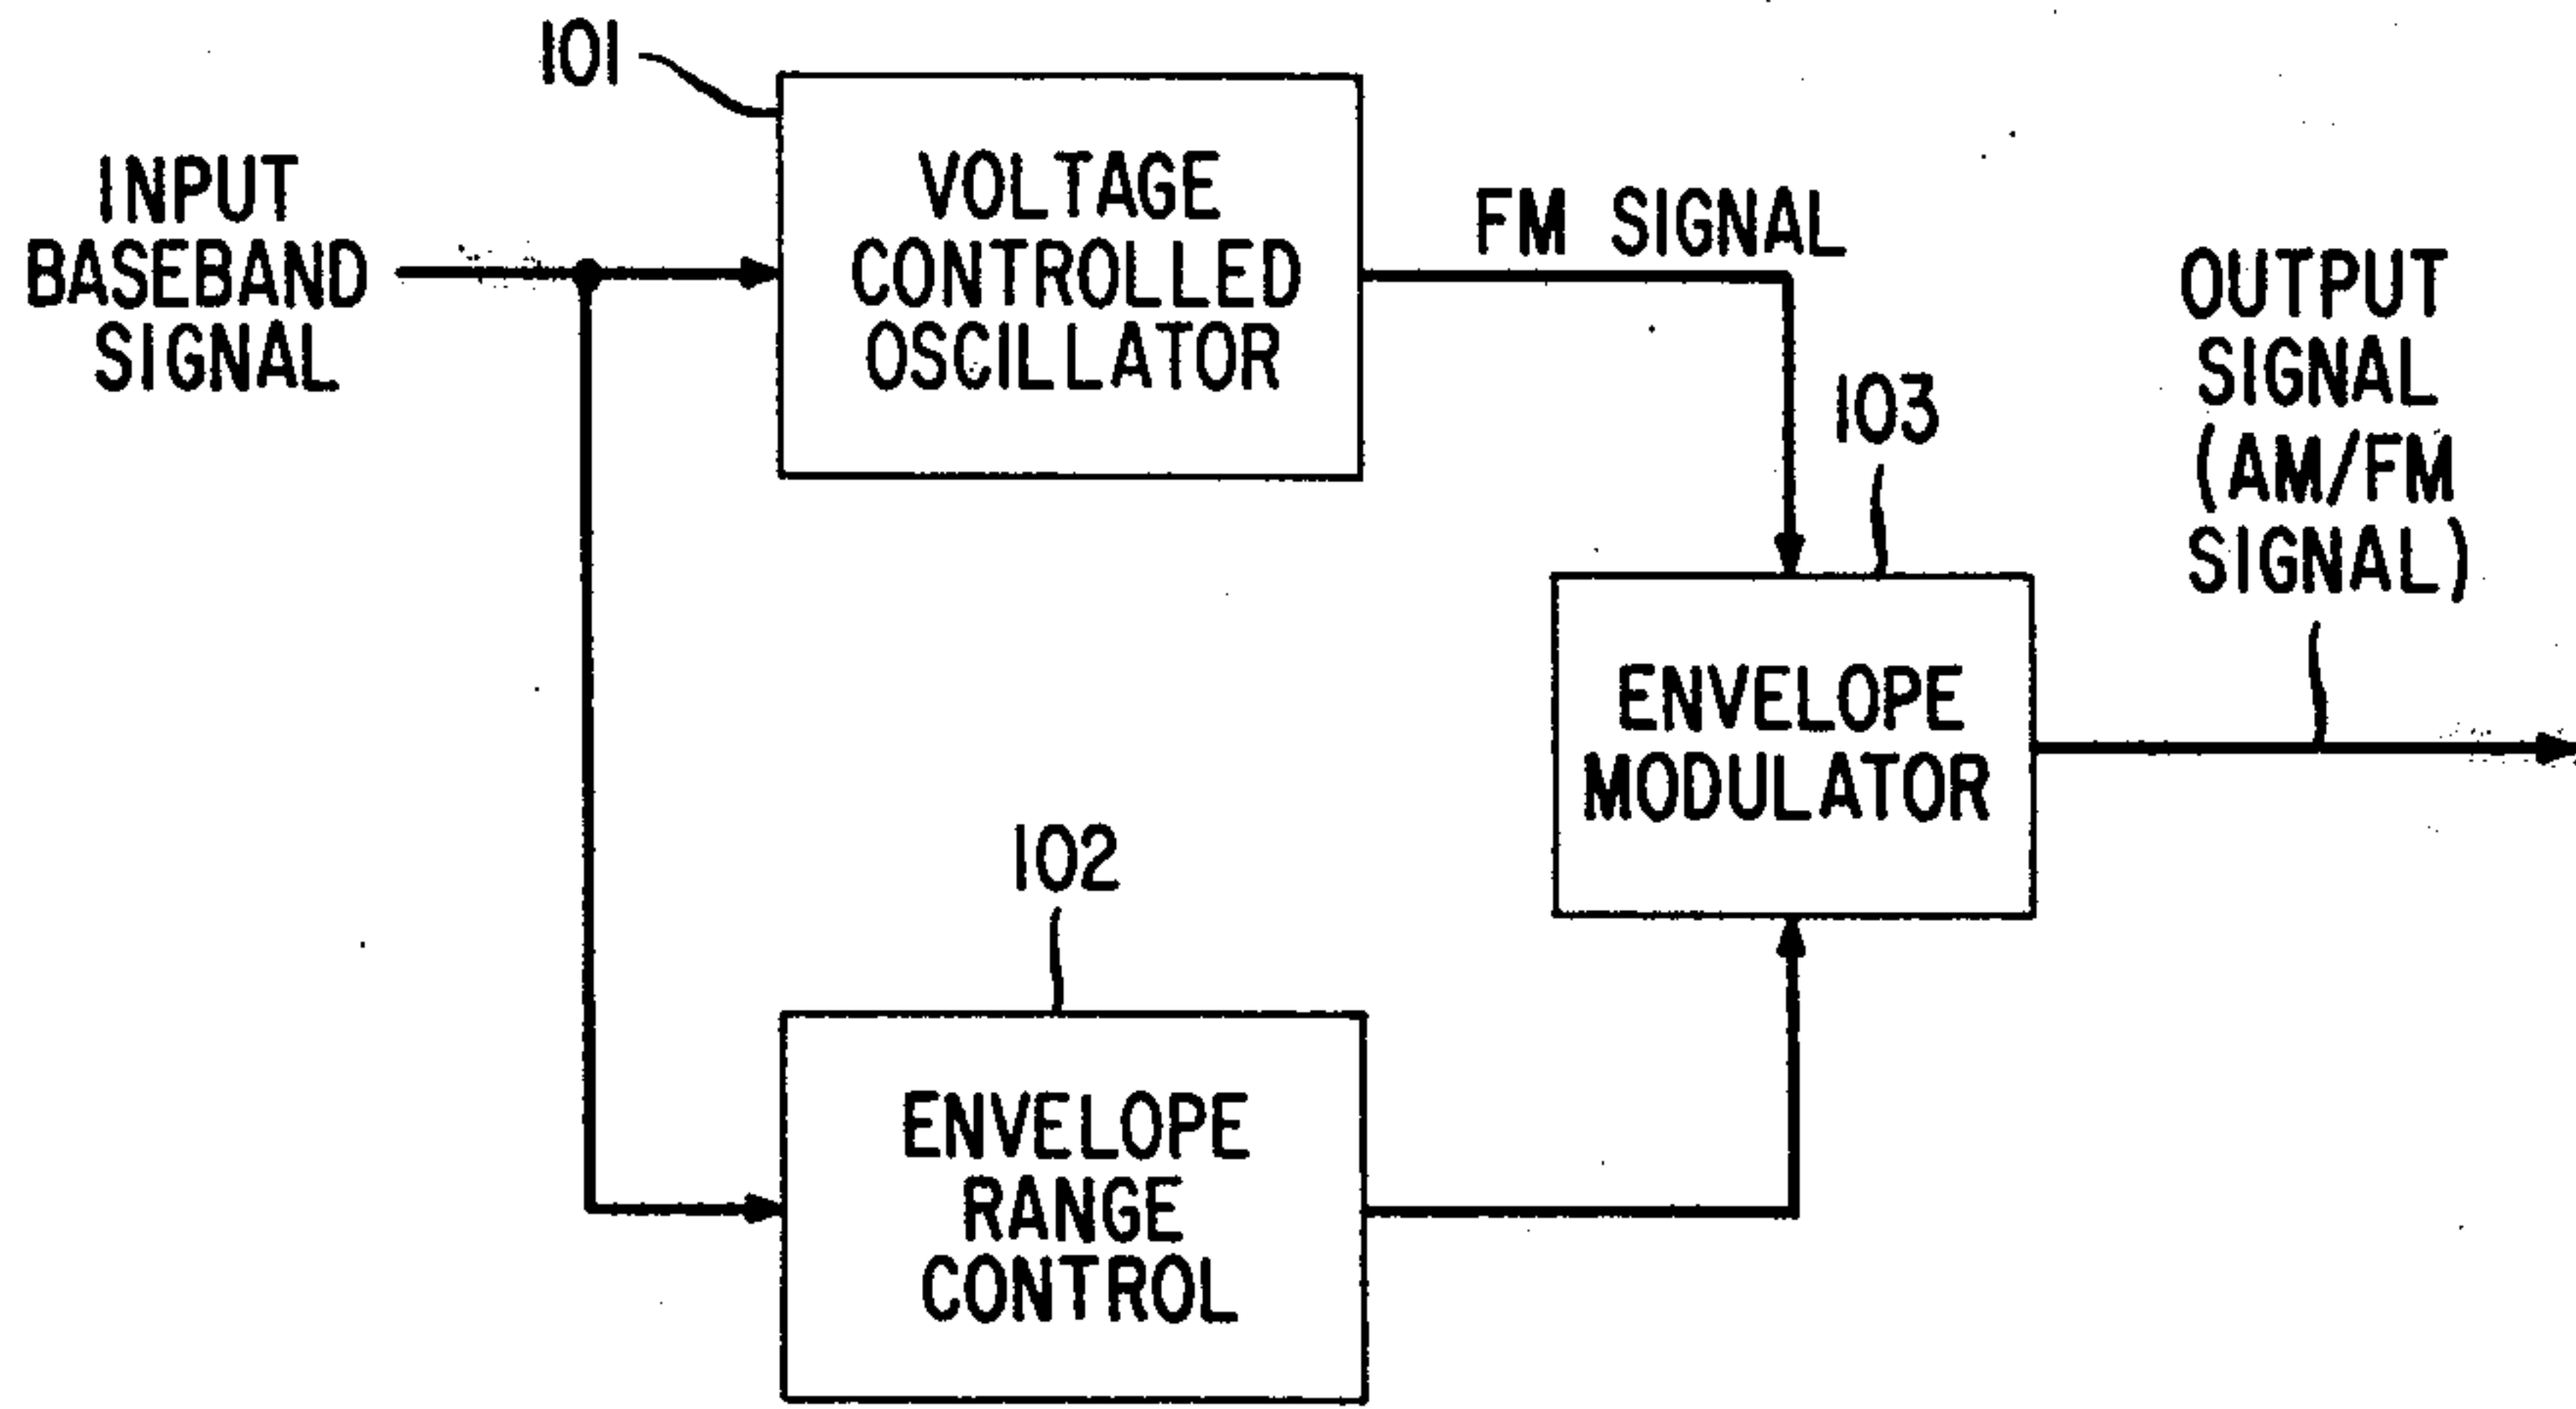 101
INPUT
BASEBAND
SIGNAL
VOLTAGE
CONTROLLED
OSCILLATOR
FM SIGNAL
103
OUTPUT
SIGNAL
(AM/FM
SIGNAL)
ENVELOPE
MODULATOR
102
ENVELOPE
RANGE
CONTROL